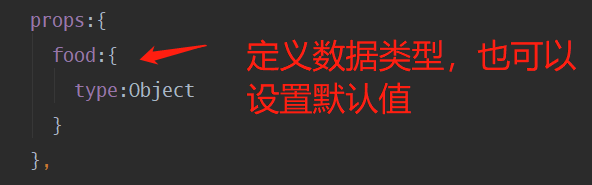 props:{
food:{
type:Object
}
},
定义数据类型，也可以
设置默认值